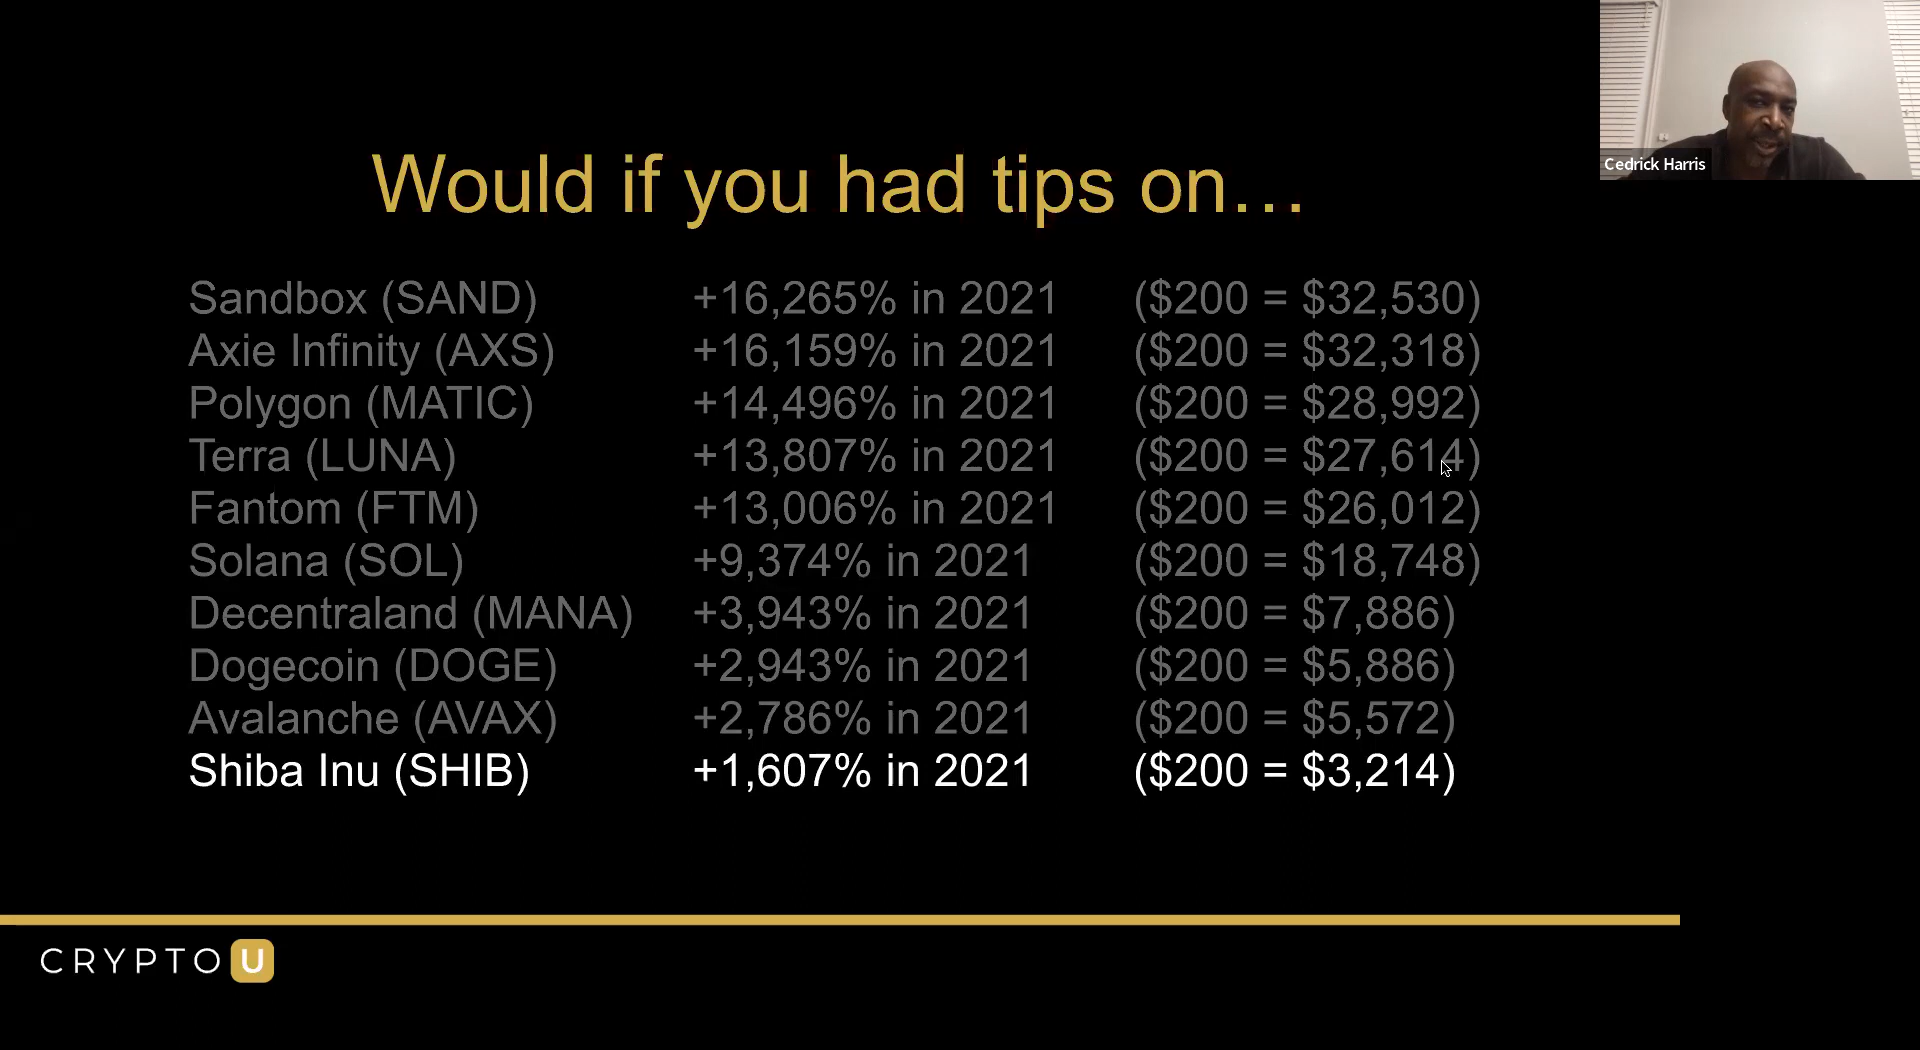 Cedrick Harris
Would if you had tips on...
Sandbox (SAND) +16,265% in 2021 ($200 = $32,530)
Axie Infinity (AXS) +16,159% in 2021 ($200 = $32,318)
Polygon (MATIC) +14,496% in 2021 ($200 = $28,992)
Terra (LUNA) +13,807% in 2021 ($200 = $27,614)
Fantom (FTM) +13,006% in 2021 ($200 = $26,012)
Solana (SOL) +9,374% in 2021 ($200 = $18,748)
Decentraland (MANA) +3,943% in 2021 ($200 = $7,886)
Dogecoin (DOGE) +2,943% in 2021 ($200 = $5,886)
Avalanche (AVAX) +2,786% in 2021 ($200 = $5,572)
Shiba Inu (SHIB) +1,607% in 2021 ($200 = $3,214)
CRYPTO U